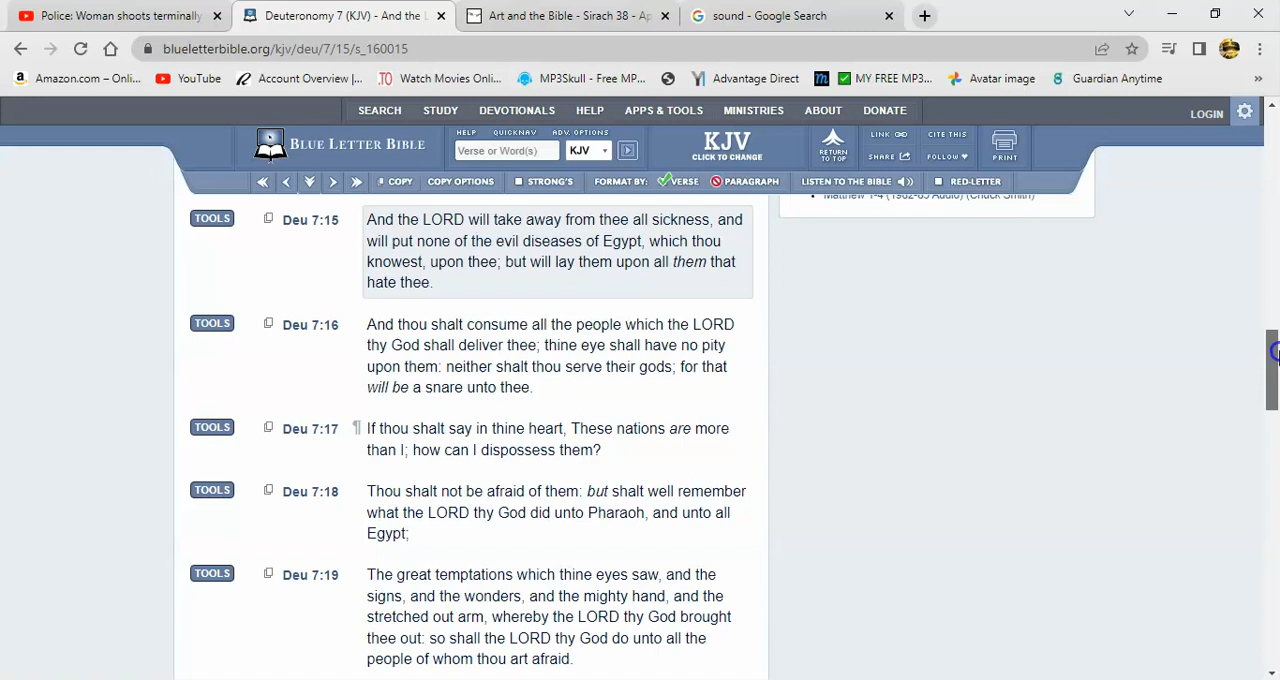 Police: Woman shoots terminally
Deuteronomy 7 (KJV) - And the L
Art and the Bible - Sirach 38 - Ap
sound - Google Search
blueletterbible.org/kjv/deu/7/15/s_160015
Amazon.com – Onli...
YouTube
Account Overview |...
Watch Movies Onlin...
MP3Skull - Free MP...
Advantage Direct
MY FREE MP3...
Avatar image
Guardian Anytime
SEARCH STUDY DEVOTIONALS HELP APPS & TOOLS MINISTRIES ABOUT DONATE
LOGIN
BLUE LETTER BIBLE
HELP QUICKNAV ADV. OPTIONS
Verse or Word(s) KJV
KJV
CLICK TO CHANGE
RETURN
TO TOP
LINK CITE THIS
SHARE FOLLOW
PRINT
COPY COPY OPTIONS STRONG'S FORMAT BY: VERSE PARAGRAPH LISTEN TO THE BIBLE RED-LETTER
Matthew 1-4 (1982-85 Audio) (Chuck Smith)
TOOLS Deu 7:15 And the LORD will take away from thee all sickness, and
will put none of the evil diseases of Egypt, which thou
knowest, upon thee; but will lay them upon all them that
hate thee.
TOOLS Deu 7:16 And thou shalt consume all the people which the LORD
thy God shall deliver thee; thine eye shall have no pity
upon them: neither shalt thou serve their gods; for that
will be a snare unto thee.
TOOLS Deu 7:17 ¶ If thou shalt say in thine heart, These nations are more
than I; how can I dispossess them?
TOOLS Deu 7:18 Thou shalt not be afraid of them: but shalt well remember
what the LORD thy God did unto Pharaoh, and unto all
Egypt;
TOOLS Deu 7:19 The great temptations which thine eyes saw, and the
signs, and the wonders, and the mighty hand, and the
stretched out arm, whereby the LORD thy God brought
thee out: so shall the LORD thy God do unto all the
people of whom thou art afraid.